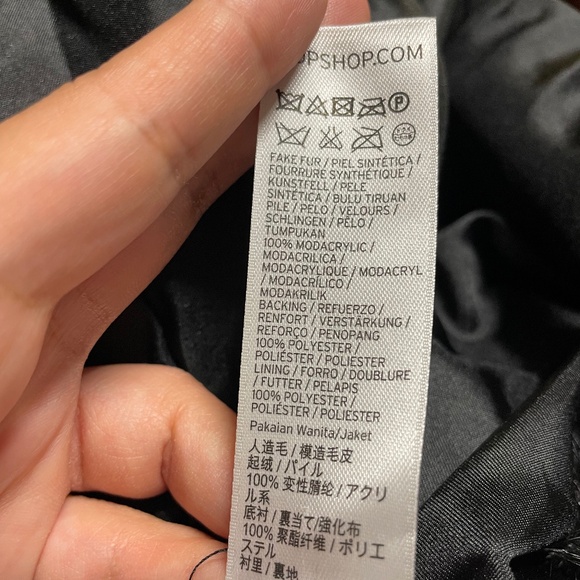 OPSHOP.COM
P
FAKE FUR / PIEL SINTÉTICA /
FOURRURE SYNTHÉTIQUE /
KUNSTFELL / PELE
SINTÉTICA / BULU TIRUAN
PILE / PELO / VELOURS /
SCHLINGEN / PÊLO /
TUMPUKAN
100% MODACRYLIC /
MODACRILICA /
MODACRYLIQUE / MODACRYL
/ MODACRÍLICO /
MODAKRILIK
BACKING / REFUERZO /
RENFORT / VERSTÄRKUNG /
REFORÇO / PENOPANG
100% POLYESTER /
POLIÉSTER / POLIESTER
LINING / FORRO / DOUBLURE
/ FUTTER / PELAPIS
100% POLYESTER /
POLIÉSTER / POLIESTER
Pakaian Wanita/Jaket
人造毛 / 模造毛皮
起绒 / パイル
100% 变性腈纶 / アクリ
ル系
底衬 / 裏当て/強化布
100% 聚酯纤维 / ポリエ
ステル
衬里 / 裏地